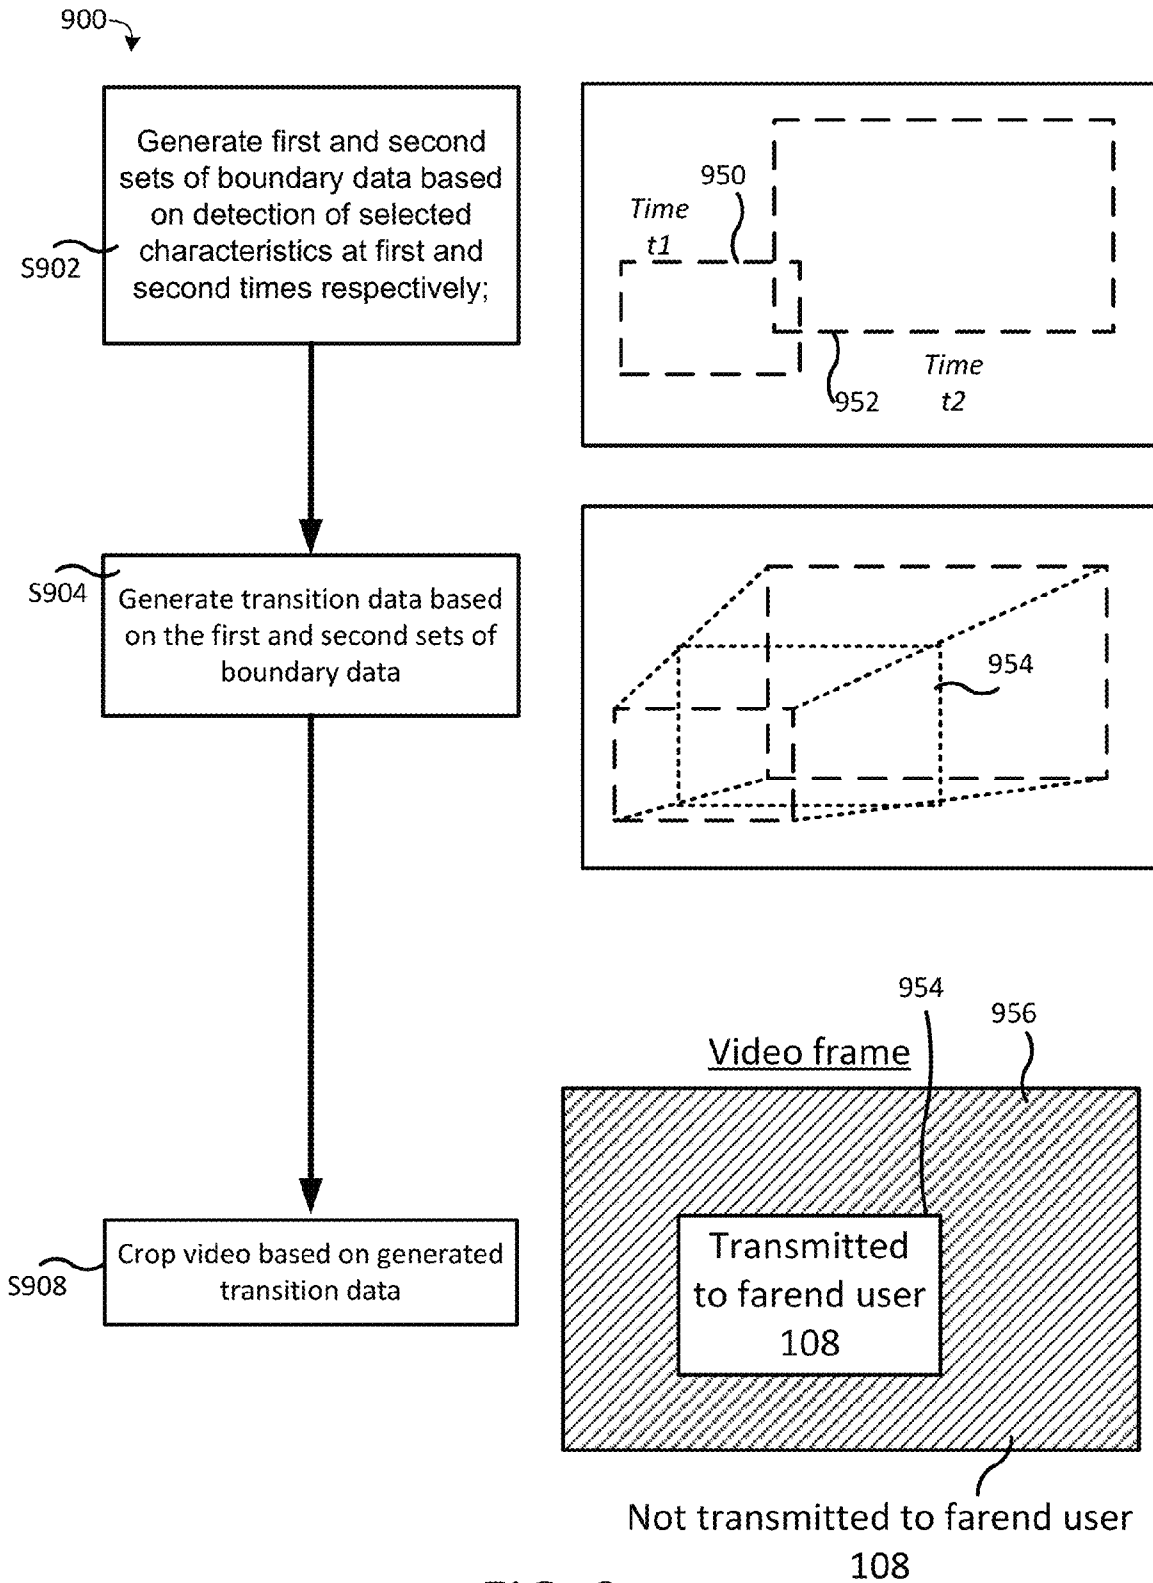 900
Generate first and second
sets of boundary data based
on detection of selected
characteristics at first and
second times respectively;
S902
950
Time
t1
952
Time
t2
S904
Generate transition data based
on the first and second sets of
boundary data
954
954
956
Video frame
S908
Crop video based on generated
transition data
Transmitted
to farend user
108
Not transmitted to farend user
108